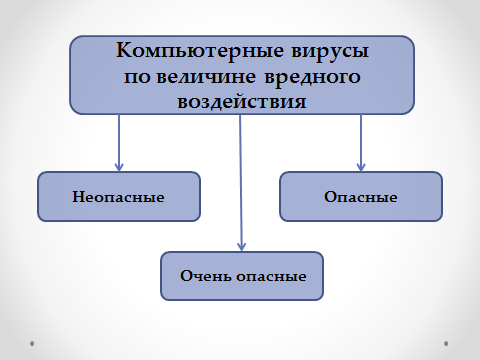 Компьютерные вирусы
по величине вредного
воздействия
Неопасные
Опасные
Очень опасные